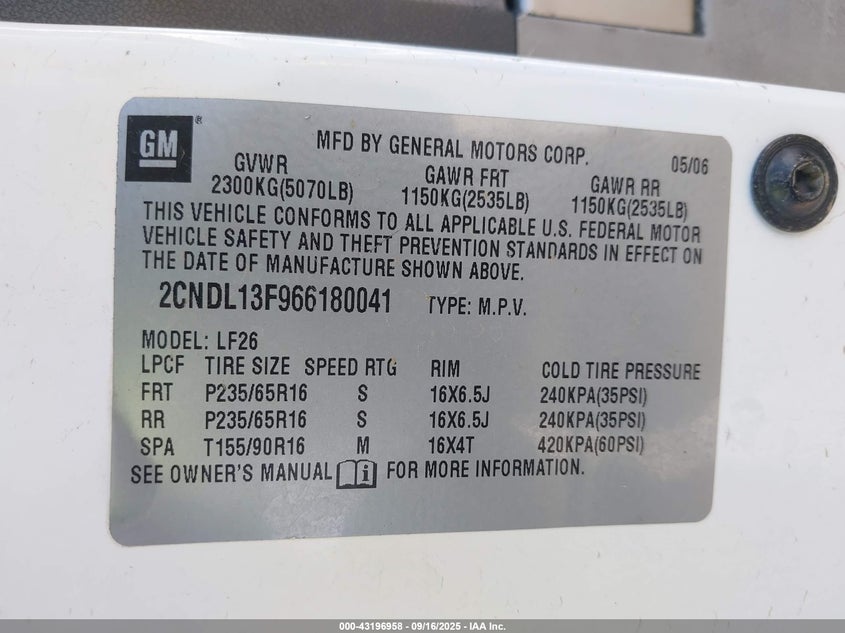 GM ®
MFD BY GENERAL MOTORS CORP. 05/06
GVWR GAWR FRT GAWR RR
2300KG(5070LB) 1150KG(2535LB) 1150KG(2535LB)
THIS VEHICLE CONFORMS TO ALL APPLICABLE U.S. FEDERAL MOTOR
VEHICLE SAFETY AND THEFT PREVENTION STANDARDS IN EFFECT ON
THE DATE OF MANUFACTURE SHOWN ABOVE.
2CNDL13F966180041 TYPE: M.P.V.
MODEL: LF26
LPCF TIRE SIZE SPEED RTG RIM COLD TIRE PRESSURE
FRT P235/65R16 S 16X6.5J 240KPA(35PSI)
RR P235/65R16 S 16X6.5J 240KPA(35PSI)
SPA T155/90R16 M 16X4T 420KPA(60PSI)
SEE OWNER'S MANUAL i FOR MORE INFORMATION.
000-43196958 - 09/16/2025 - IAA Inc.